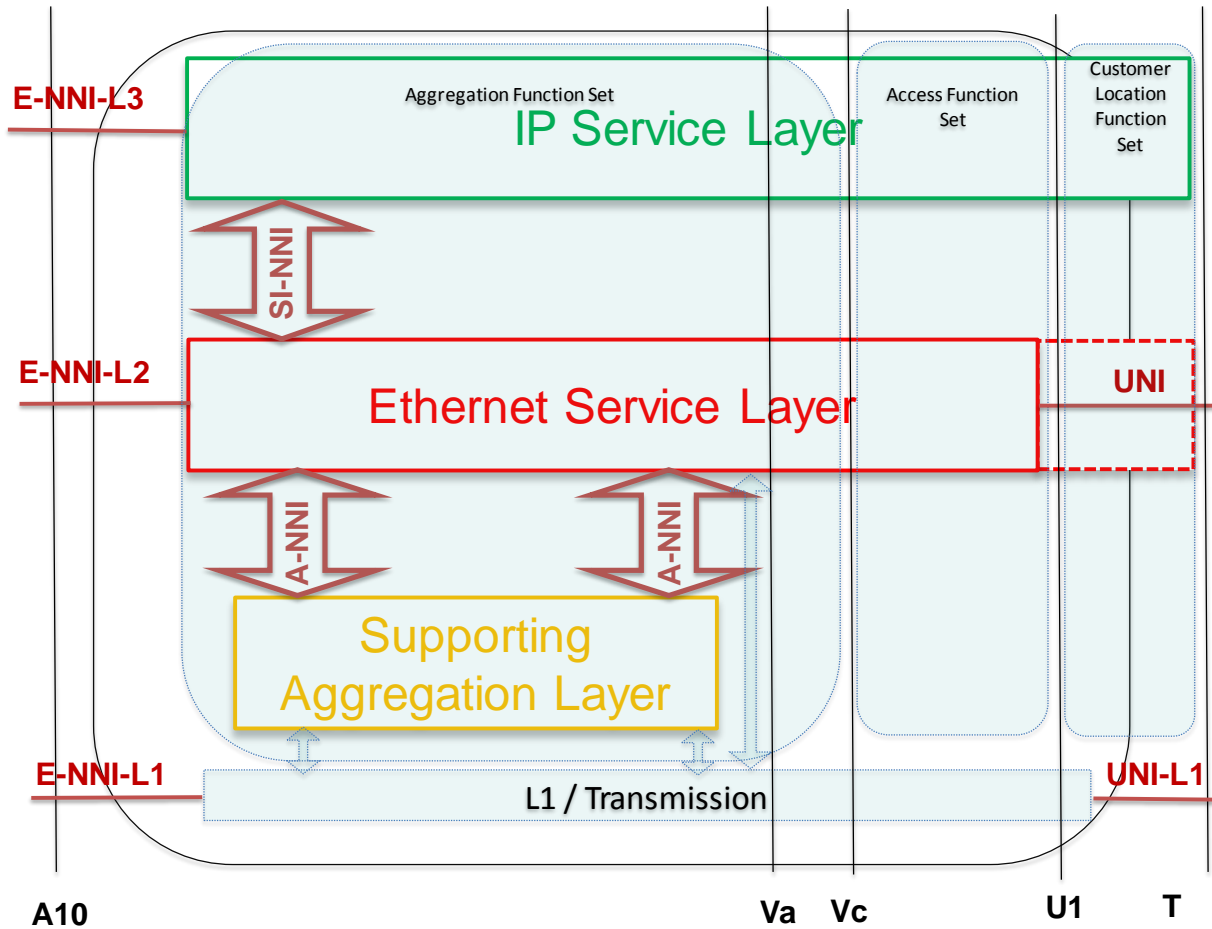 E-NNI-L3
Aggregation Function Set
IP Service Layer
Access Function
Set
Customer
Location
Function
Set
SI-NNI
E-NNI-L2
Ethernet Service Layer
UNI
A-NNI
A-NNI
Supporting
Aggregation Layer
E-NNI-L1
L1 / Transmission
UNI-L1
A10
Va
Vc
U1
T